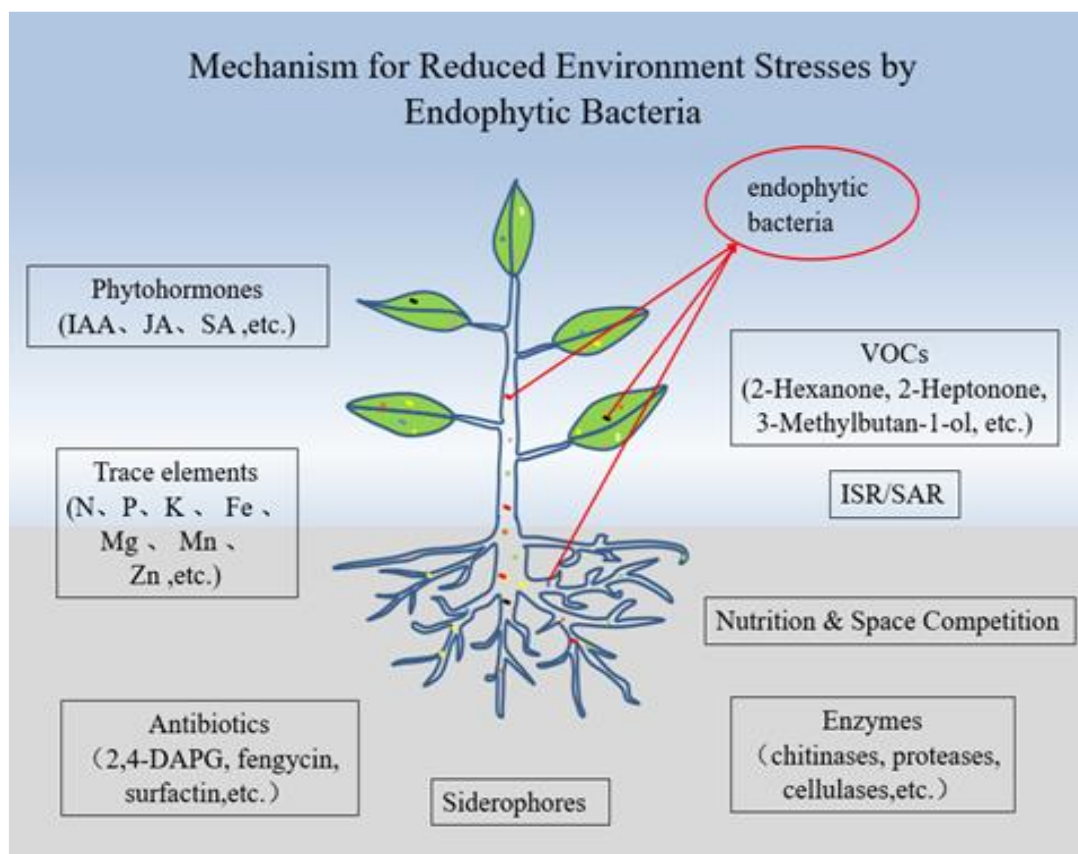 Mechanism for Reduced Environment Stresses by
Endophytic Bacteria
endophytic
bacteria
Phytohormones
(IAA、JA、SA ,etc.)
VOCs
(2-Hexanone, 2-Heptonone,
3-Methylbutan-1-ol, etc.)
Trace elements
(N、P、K 、 Fe 、
Mg 、 Mn 、
Zn ,etc.)
ISR/SAR
Nutrition & Space Competition
Antibiotics
（2,4-DAPG, fengycin,
surfactin,etc.）
Siderophores
Enzymes
（chitinases, proteases,
cellulases,etc.）